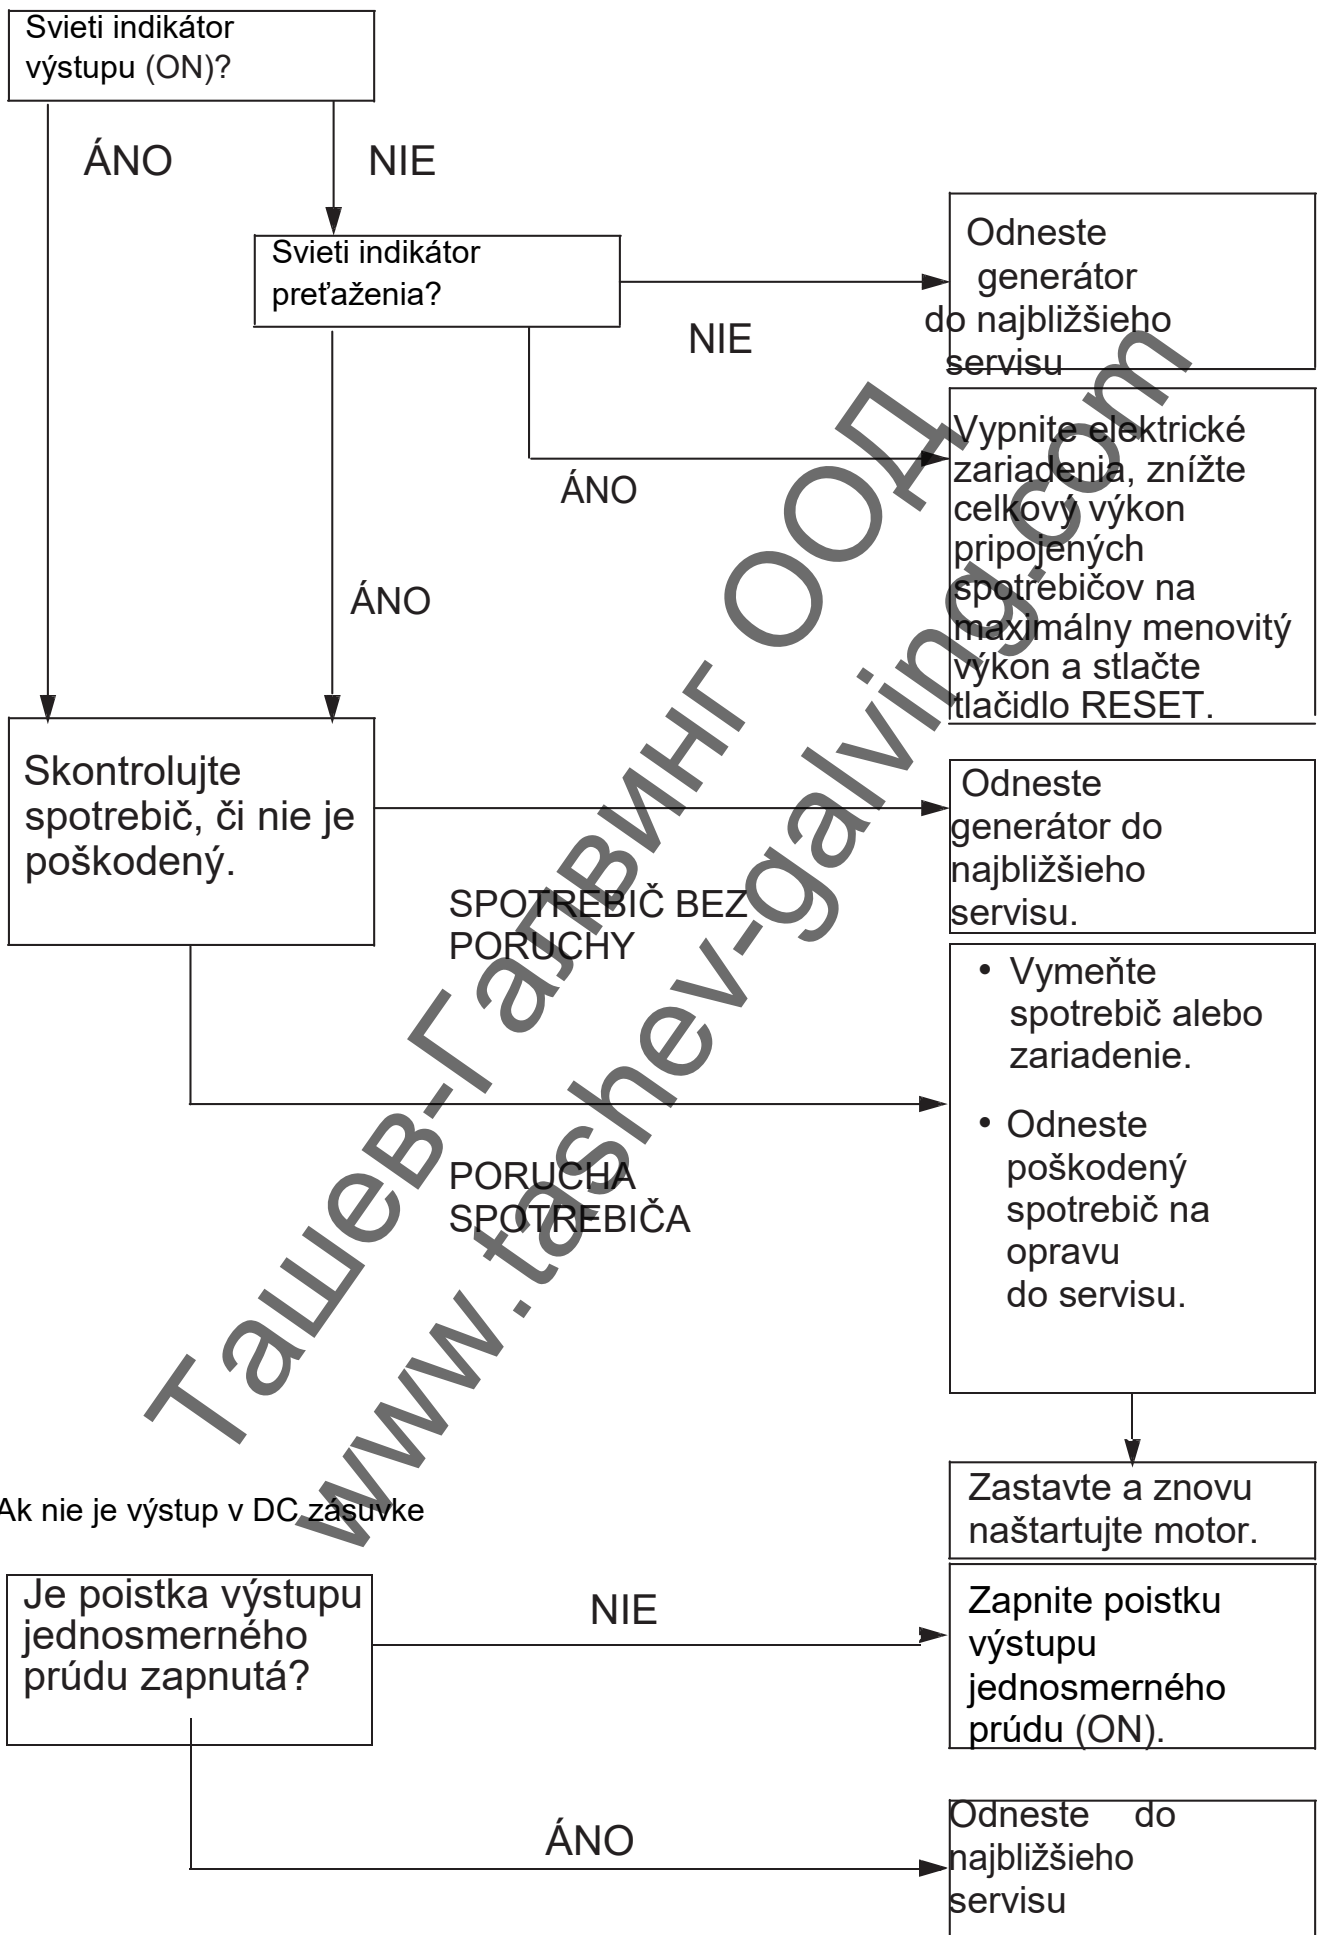 Svieti indikátor
výstupu (ON)?
ÁNO
NIE
Svieti indikátor
preťaženia?
NIE
Odneste
generátor
do najbližšieho
servisu
ÁNO
Vypnite elektrické
zariadenia, znížte
celkový výkon
pripojených
spotrebičov na
maximálny menovitý
výkon a stlačte
tlačidlo RESET.
ÁNO
Skontrolujte
spotrebič, či nie je
poškodený.
SPOTREBIČ BEZ
PORUCHY
Odneste
generátor do
najbližšieho
servisu.
PORUCHA
SPOTREBIČA
• Vymeňte
spotrebič alebo
zariadenie.
• Odneste
poškodený
spotrebič na
opravu
do servisu.
Zastavte a znovu
naštartujte motor.
Ak nie je výstup v DC zásuvke
Je poistka výstupu
jednosmerného
prúdu zapnutá?
NIE
Zapnite poistku
výstupu
jednosmerného
prúdu (ON).
ÁNO
Odneste do
najbližšieho
servisu
Ташев-Галвинг ООД
www.tashev-galving.com